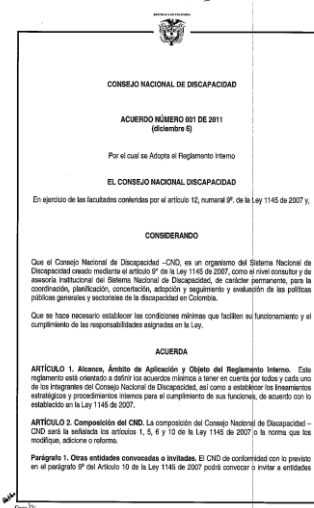 REPUBLICA DE COLOMBIA
CONSEJO NACIONAL DE DISCAPACIDAD
ACUERDO NÚMERO 001 DE 2011
(diciembre 6)
Por el cual se Adopta el Reglamento Interno
EL CONSEJO NACIONAL DISCAPACIDAD
En ejercicio de las facultades conferidas por el artículo 12, numeral 9º. de la Ley 1145 de 2007 y,
CONSIDERANDO
Que el Consejo Nacional de Discapacidad –CND, es un organismo del Sistema Nacional de
Discapacidad creado mediante el artículo 9° de la Ley 1145 de 2007, como el nivel consultor y de
asesoría institucional del Sistema Nacional de Discapacidad, de carácter permanente, para la
coordinación, planificación, concertación, adopción y seguimiento y evaluación de las políticas
públicas generales y sectoriales de la discapacidad en Colombia.
Que se hace necesario establecer las condiciones mínimas que faciliten su funcionamiento y el
cumplimiento de las responsabilidades asignadas en la Ley.
ACUERDA
ARTÍCULO 1. Alcance, Ámbito de Aplicación y Objeto del Reglamento Interno. Este
reglamento está orientado a definir los acuerdos mínimos a tener en cuenta por todos y cada uno
de los integrantes del Consejo Nacional de Discapacidad, así como a establecer los lineamientos
estratégicos y procedimientos internos para el cumplimiento de sus funciones, de acuerdo con lo
establecido en la Ley 1145 de 2007.
ARTÍCULO 2. Composición del CND. La composición del Consejo Nacional de Discapacidad –
CND será la señalada los artículos 1, 5, 6 y 10 de la Ley 1145 de 2007 o la norma que los
modifique, adicione o reforme.
Parágrafo 1. Otras entidades convocadas o invitadas. El CND de conformidad con lo previsto
en el parágrafo 6º del Artículo 10 de la Ley 1145 de 2007 podrá convocar o invitar a entidades